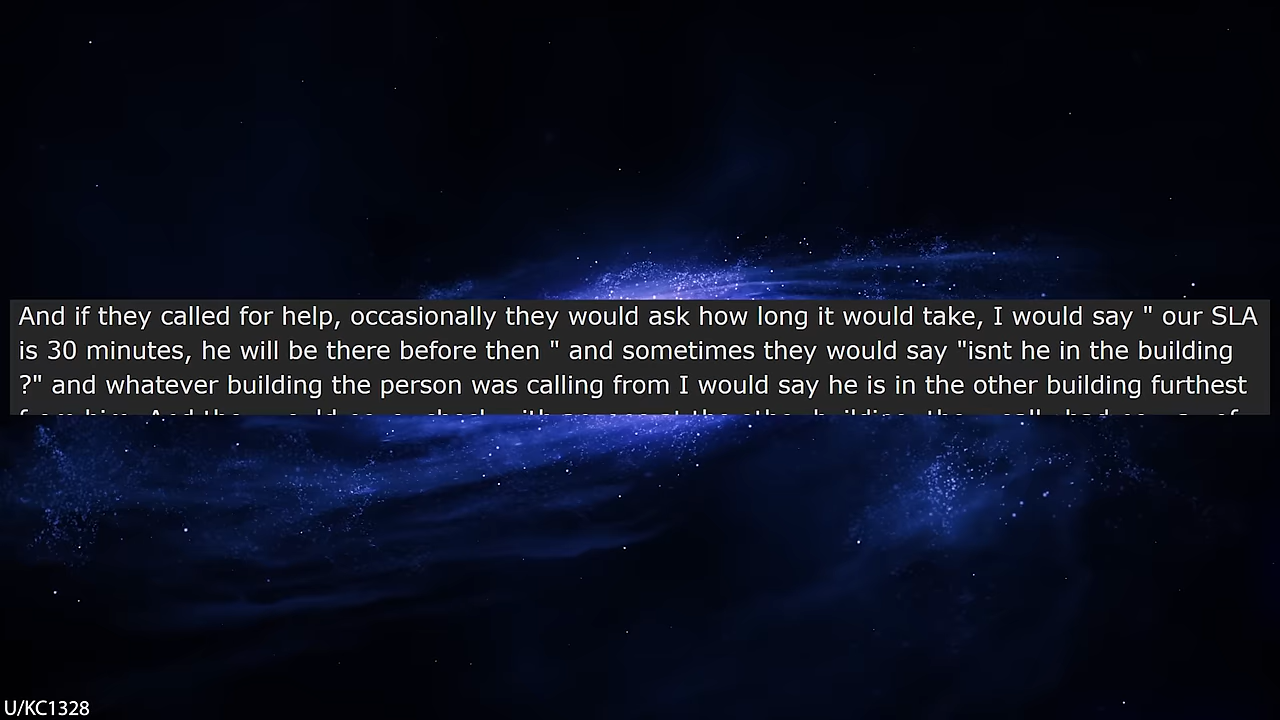 And if they called for help, occasionally they would ask how long it would take, I would say " our SLA
is 30 minutes, he will be there before then " and sometimes they would say "isnt he in the building
?" and whatever building the person was calling from I would say he is in the other building furthest
U/KC1328